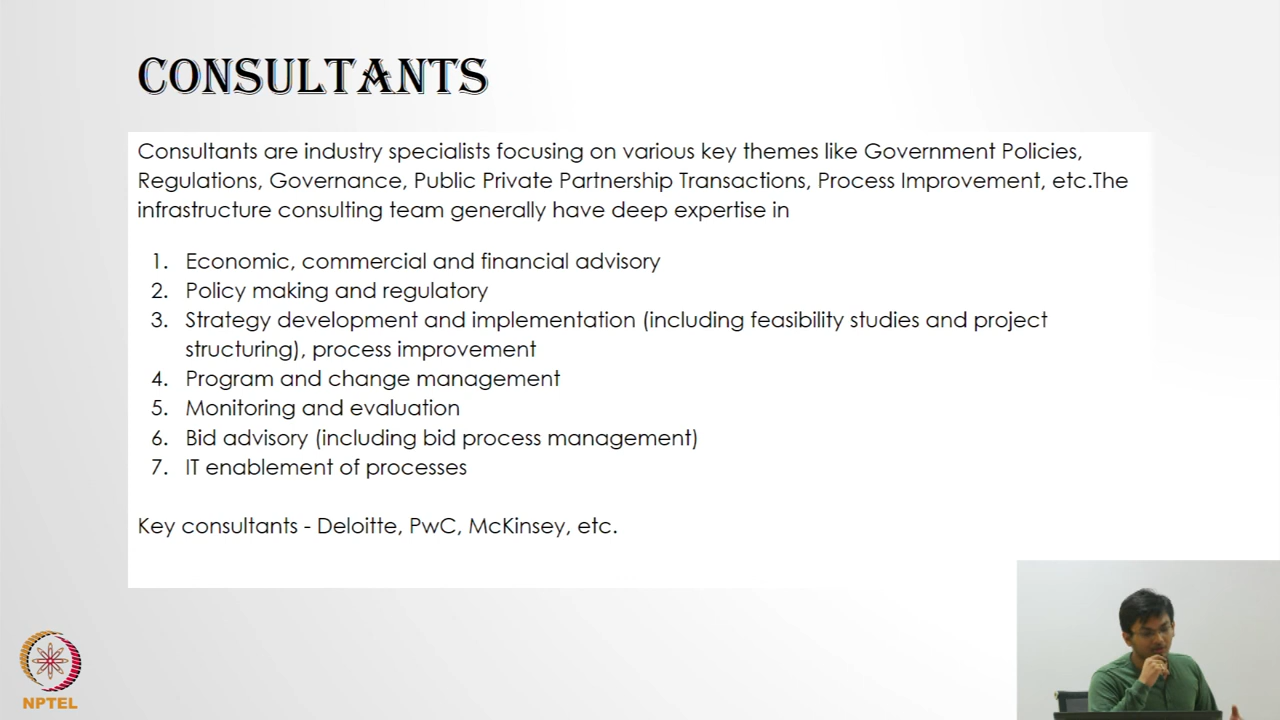 CONSULTANTS
Consultants are industry specialists focusing on various key themes like Government Policies,
Regulations, Governance, Public Private Partnership Transactions, Process Improvement, etc.The
infrastructure consulting team generally have deep expertise in
1. Economic, commercial and financial advisory
2. Policy making and regulatory
3. Strategy development and implementation (including feasibility studies and project
structuring), process improvement
4. Program and change management
5. Monitoring and evaluation
6. Bid advisory (including bid process management)
7. IT enablement of processes
Key consultants - Deloitte, PwC, McKinsey, etc.
NPTEL